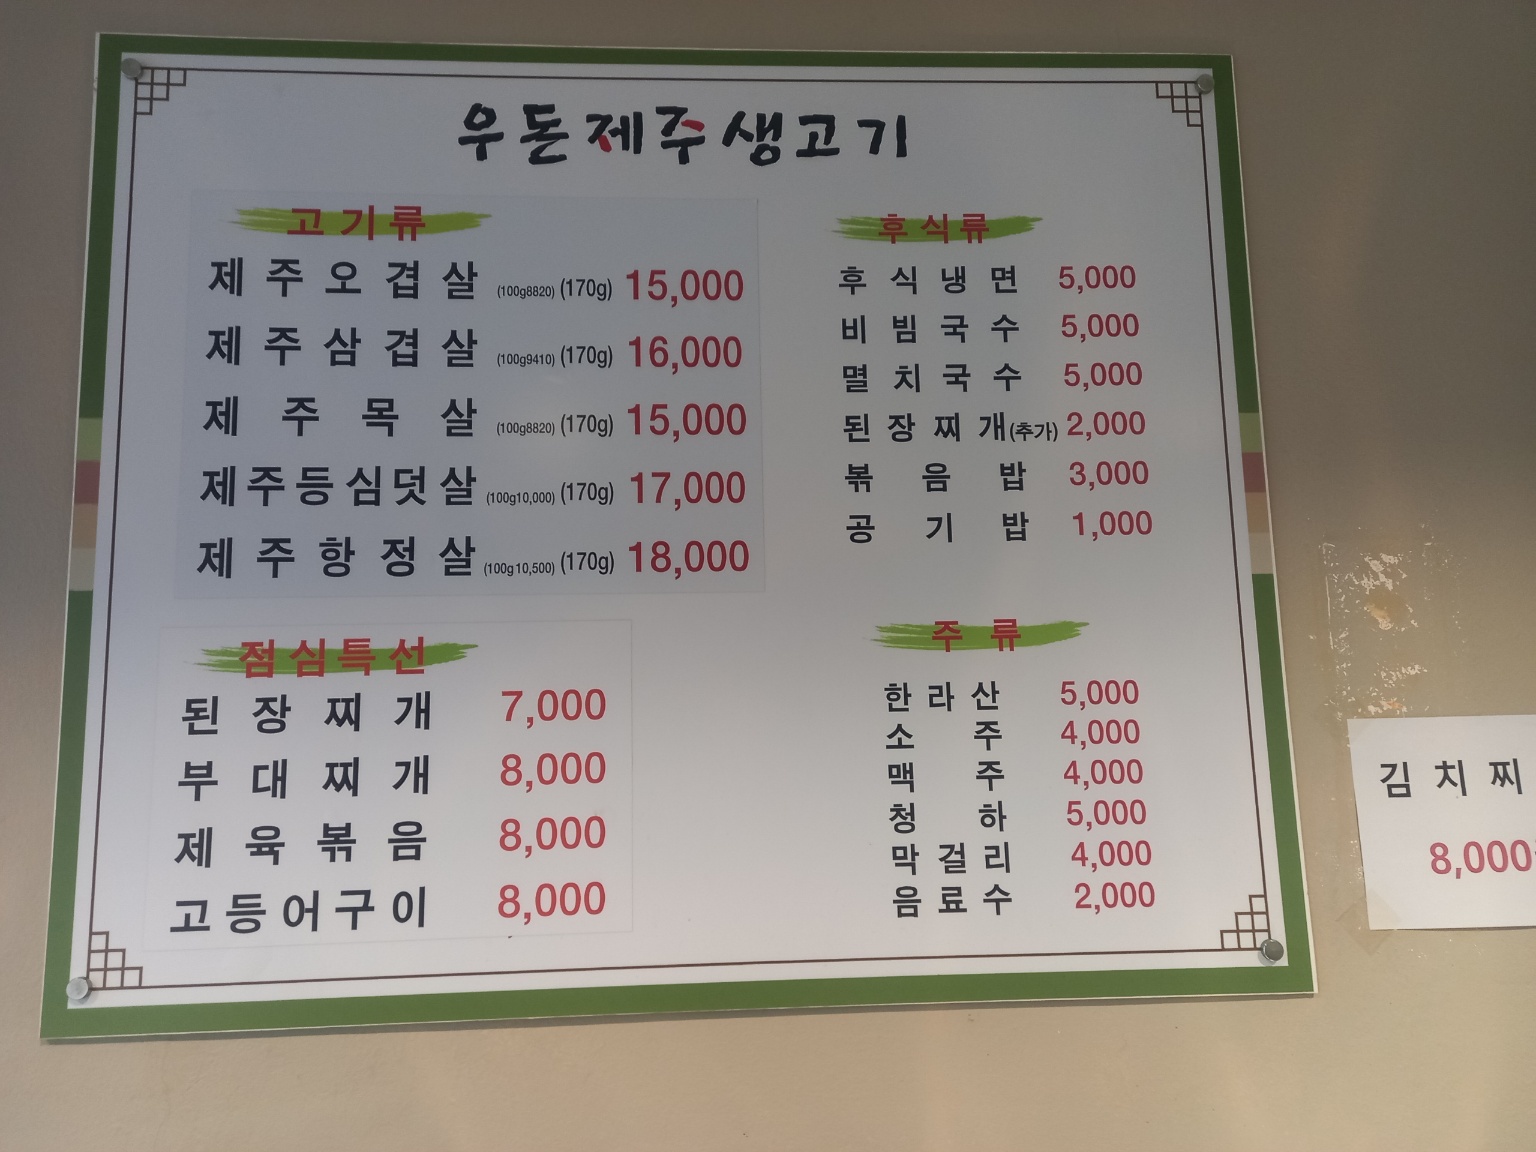 우돈제주생고기
고기류
제주오겹살 (100g8820) (170g) 15,000
제주삼겹살 (100g9410) (170g) 16,000
제주목살 (100g8820) (170g) 15,000
제주등심덧살 (100g10,000) (170g) 17,000
제주항정살 (100g10,500) (170g) 18,000
점심특선
된장찌개 7,000
부대찌개 8,000
제육볶음 8,000
고등어구이 8,000
후식류
후식냉면 5,000
비빔국수 5,000
멸치국수 5,000
된장찌개(추가) 2,000
볶음밥 3,000
공기밥 1,000
주류
한라산 5,000
소주 4,000
맥주 4,000
청하 5,000
막걸리 4,000
음료수 2,000
김치찌
8,000